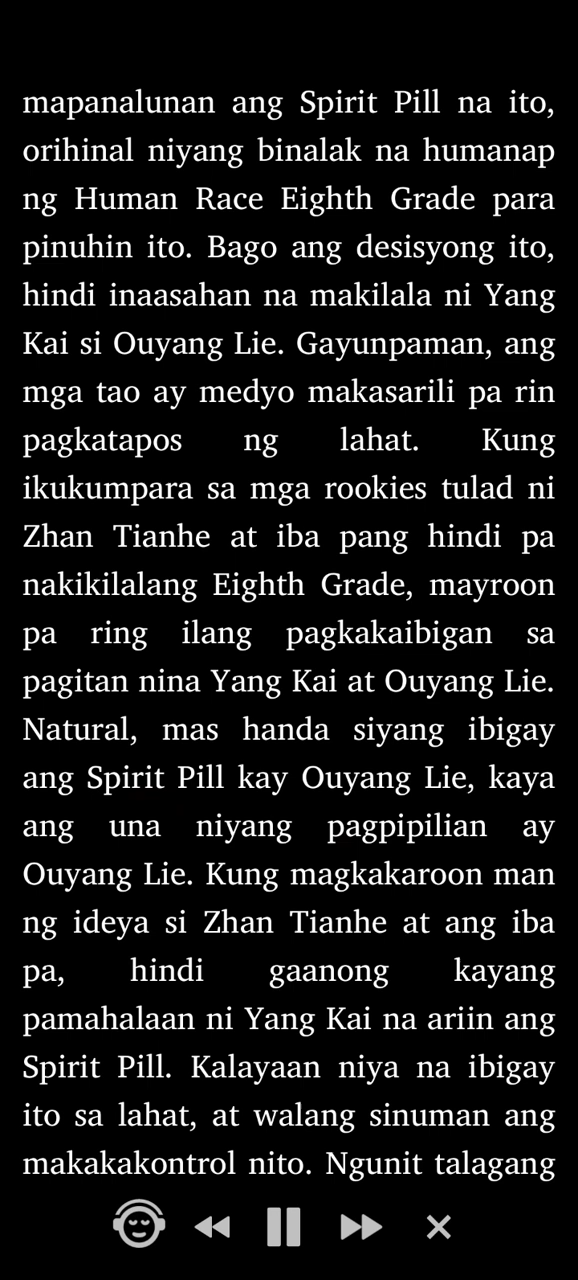 mapanalunan ang Spirit Pill na ito,
orihinal niyang binalak na humanap
ng Human Race Eighth Grade para
pinuhin ito. Bago ang desisyong ito,
hindi inaasahan na makilala ni Yang
Kai si Ouyang Lie. Gayunpaman, ang
mga tao ay medyo makasarili pa rin
pagkatapos ng lahat. Kung
ikukumpara sa mga rookies tulad ni
Zhan Tianhe at iba pang hindi pa
nakikilalang Eighth Grade, mayroon
pa ring ilang pagkakaibigan sa
pagitan nina Yang Kai at Ouyang Lie.
Natural, mas handa siyang ibigay
ang Spirit Pill kay Ouyang Lie, kaya
ang una niyang pagpipilian ay
Ouyang Lie. Kung magkakaroon man
ng ideya si Zhan Tianhe at ang iba
pa, hindi gaanong kayang
pamahalaan ni Yang Kai na ariin ang
Spirit Pill. Kalayaan niya na ibigay
ito sa lahat, at walang sinuman ang
makakakontrol nito. Ngunit talagang